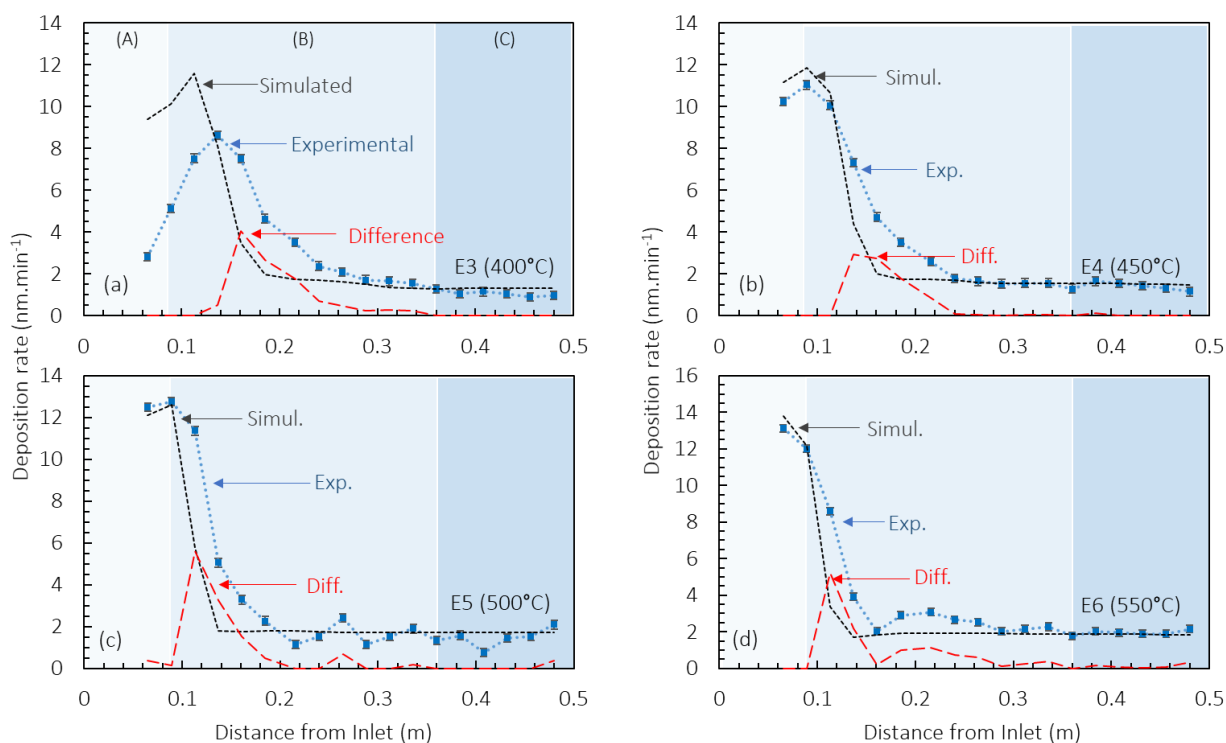 14
12
10
8
6
4
2
0
(A)
(B)
(C)
Simulated
Experimental
Difference
E3 (400°C)
(a)
0
0.1
0.2
0.3
0.4
0.5
Deposition rate (nm.min⁻¹)
14
12
10
8
6
4
2
0
Simul.
Exp.
Diff.
E4 (450°C)
(b)
0
0.1
0.2
0.3
0.4
0.5
Deposition rate (nm.min⁻¹)
14
12
10
8
6
4
2
0
Simul.
Exp.
Diff.
E5 (500°C)
(c)
0
0.1
0.2
0.3
0.4
0.5
Distance from Inlet (m)
16
14
12
10
8
6
4
2
0
Simul.
Exp.
Diff.
E6 (550°C)
(d)
0
0.1
0.2
0.3
0.4
0.5
Distance from Inlet (m)